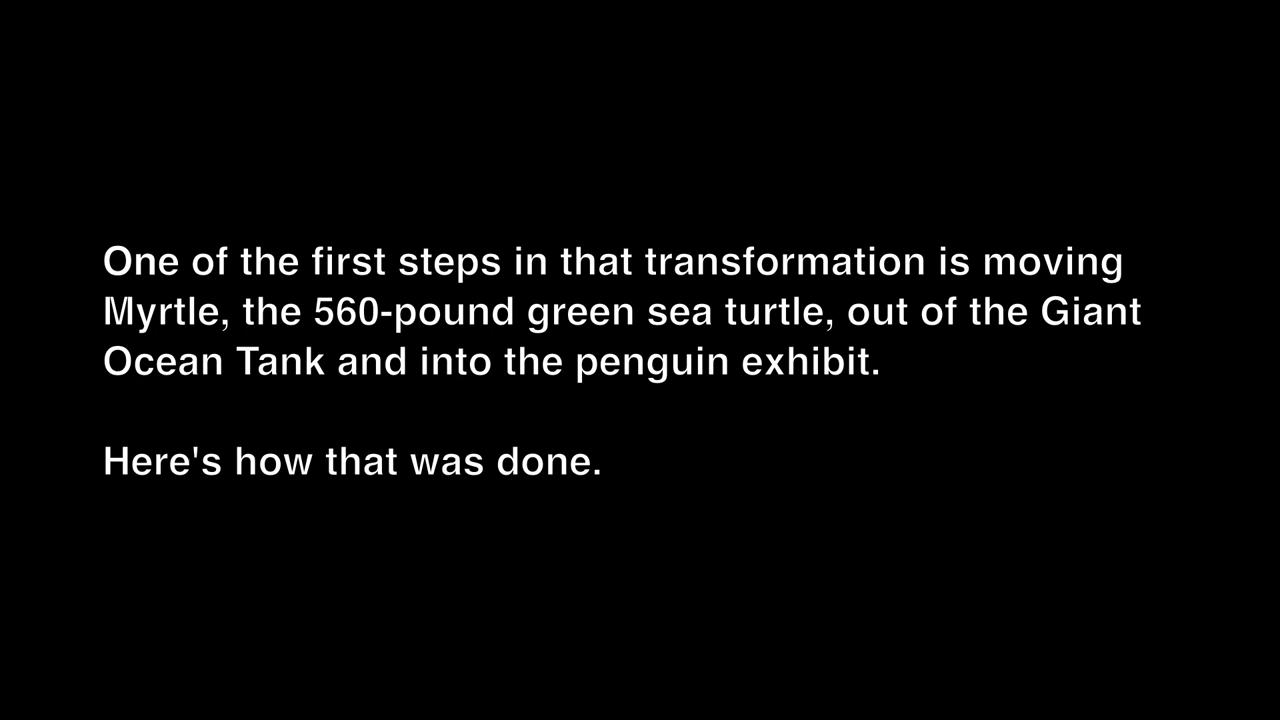 One of the first steps in that transformation is moving
Myrtle, the 560-pound green sea turtle, out of the Giant
Ocean Tank and into the penguin exhibit.
Here's how that was done.